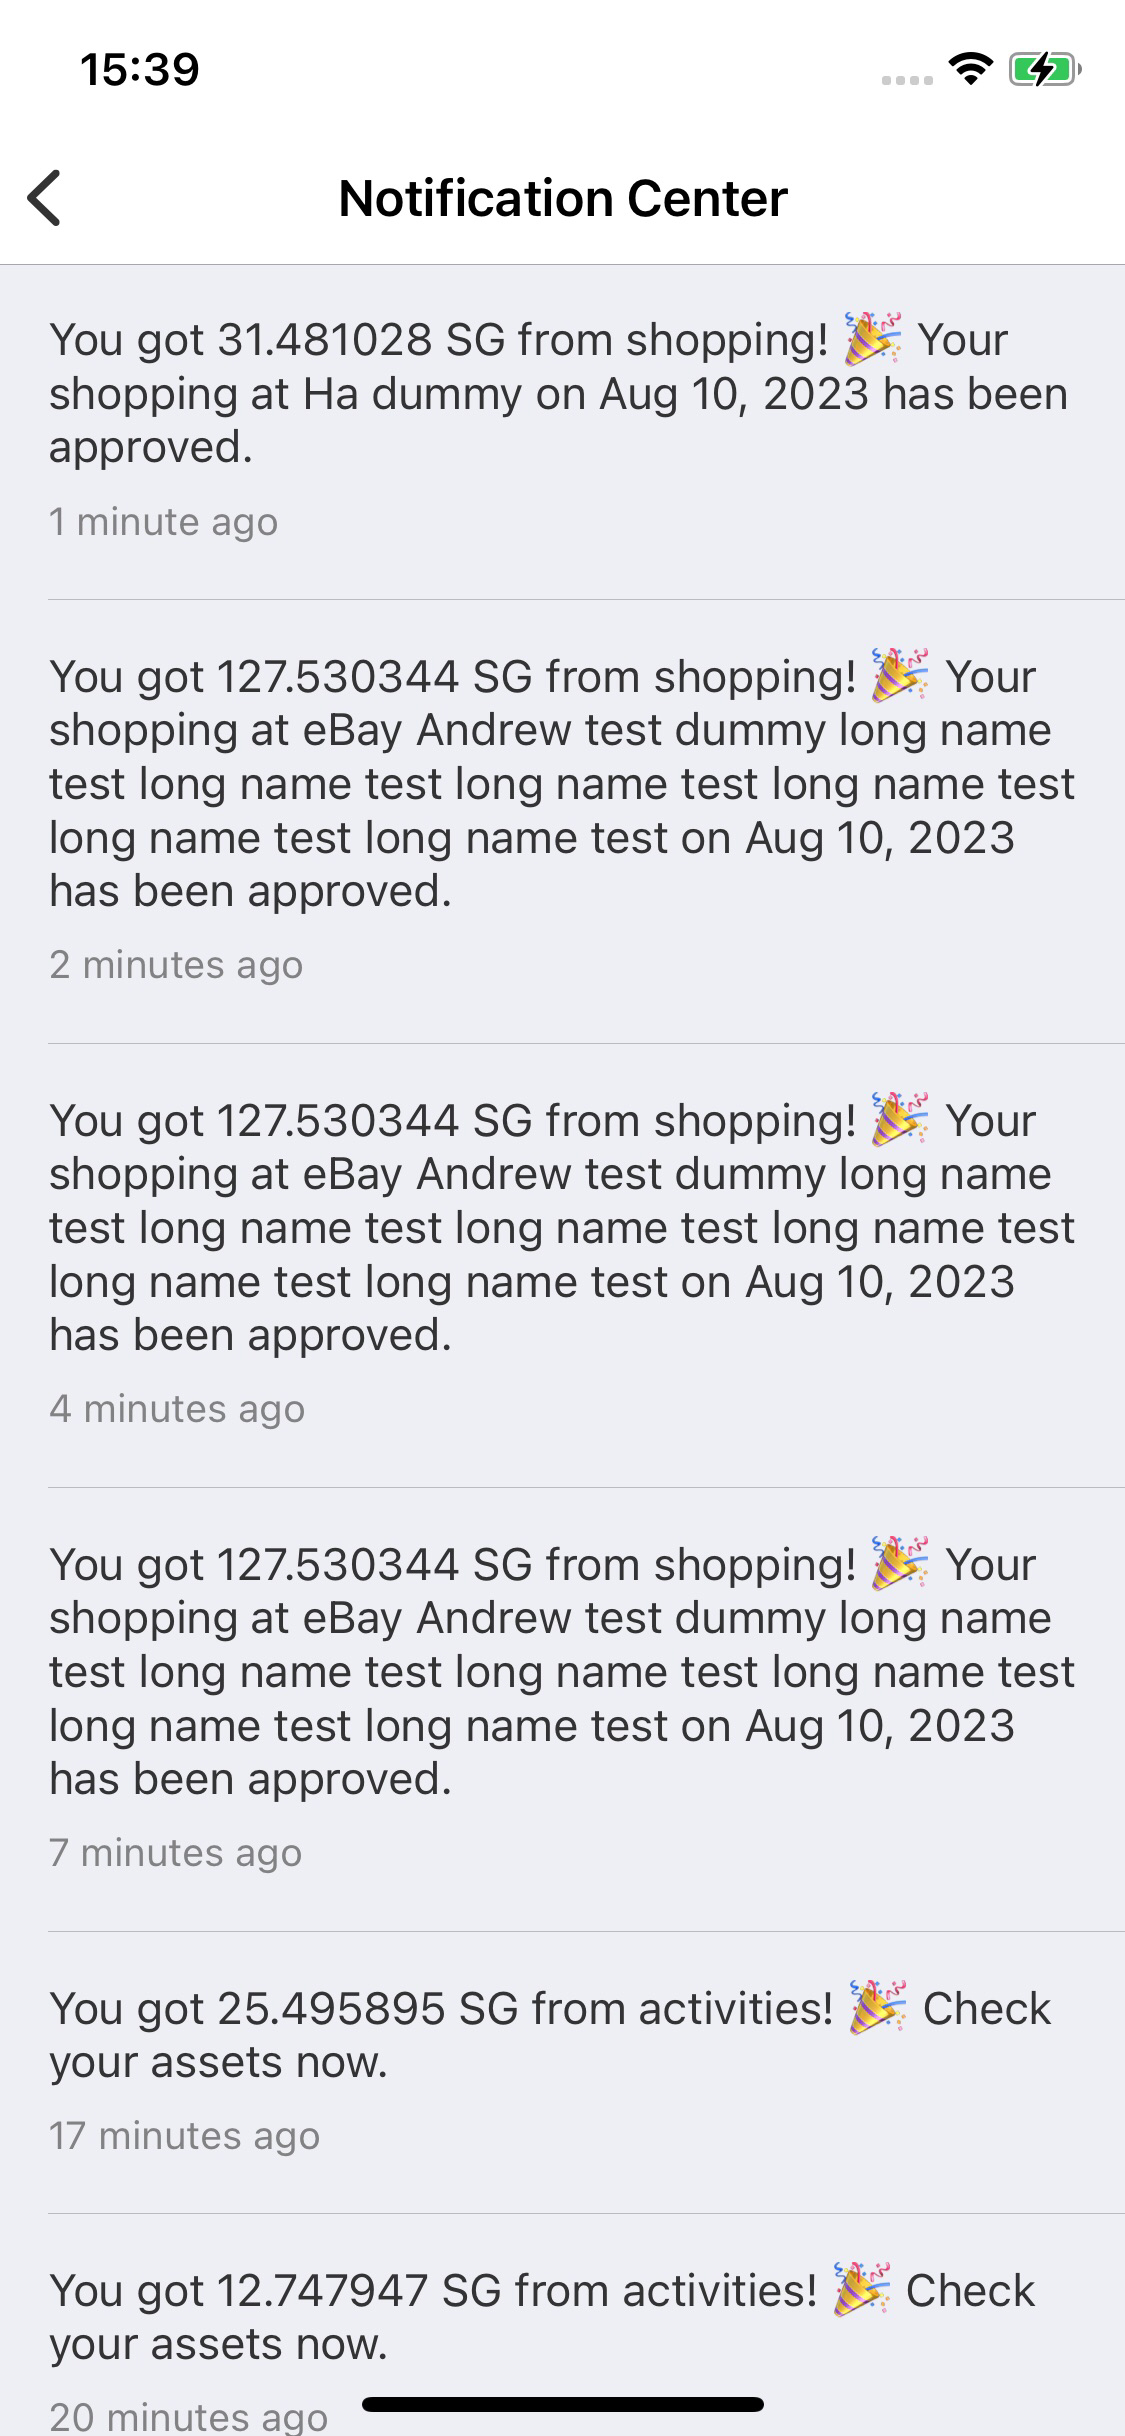 15:39
Notification Center
You got 31.481028 SG from shopping! 🎉 Your
shopping at Ha dummy on Aug 10, 2023 has been
approved.
1 minute ago
You got 127.530344 SG from shopping! 🎉 Your
shopping at eBay Andrew test dummy long name
test long name test long name test long name test
long name test long name test on Aug 10, 2023
has been approved.
2 minutes ago
You got 127.530344 SG from shopping! 🎉 Your
shopping at eBay Andrew test dummy long name
test long name test long name test long name test
long name test long name test on Aug 10, 2023
has been approved.
4 minutes ago
You got 127.530344 SG from shopping! 🎉 Your
shopping at eBay Andrew test dummy long name
test long name test long name test long name test
long name test long name test on Aug 10, 2023
has been approved.
7 minutes ago
You got 25.495895 SG from activities! 🎉 Check
your assets now.
17 minutes ago
You got 12.747947 SG from activities! 🎉 Check
your assets now.
20 minutes ago